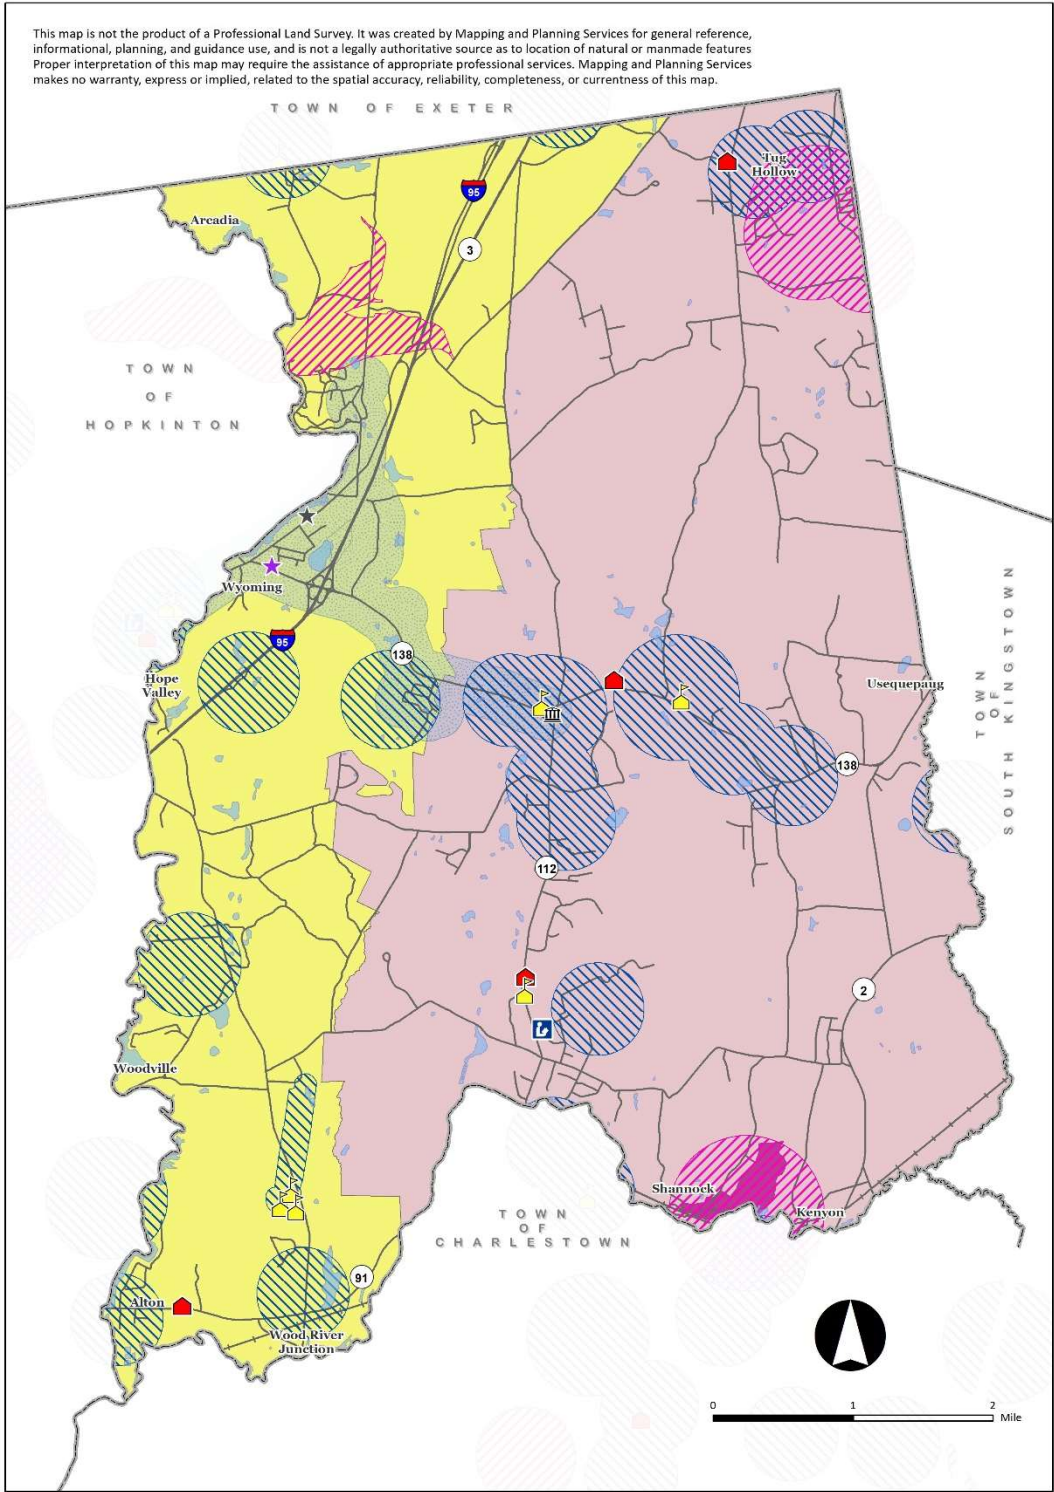 This map is not the product of a Professional Land Survey. It was created by Mapping and Planning Services for general reference,
informational, planning, and guidance use, and is not a legally authoritative source as to location of natural or manmade features
Proper interpretation of this map may require the assistance of appropriate professional services. Mapping and Planning Services
makes no warranty, express or implied, related to the spatial accuracy, reliability, completeness, or currentness of this map.
TOWN OF EXETER
Tug
Hollow
95
Arcadia
3
TOWN
OF
HOPKINTON
Wyoming
95
138
Hope
Valley
Usequepaug
TOWN
OF
SOUTH KINGSTOWN
138
112
2
Woodville
Shannock
Kenyon
TOWN
OF
CHARLESTOWN
91
Alton
Wood River
Junction
0 1 2
Mile